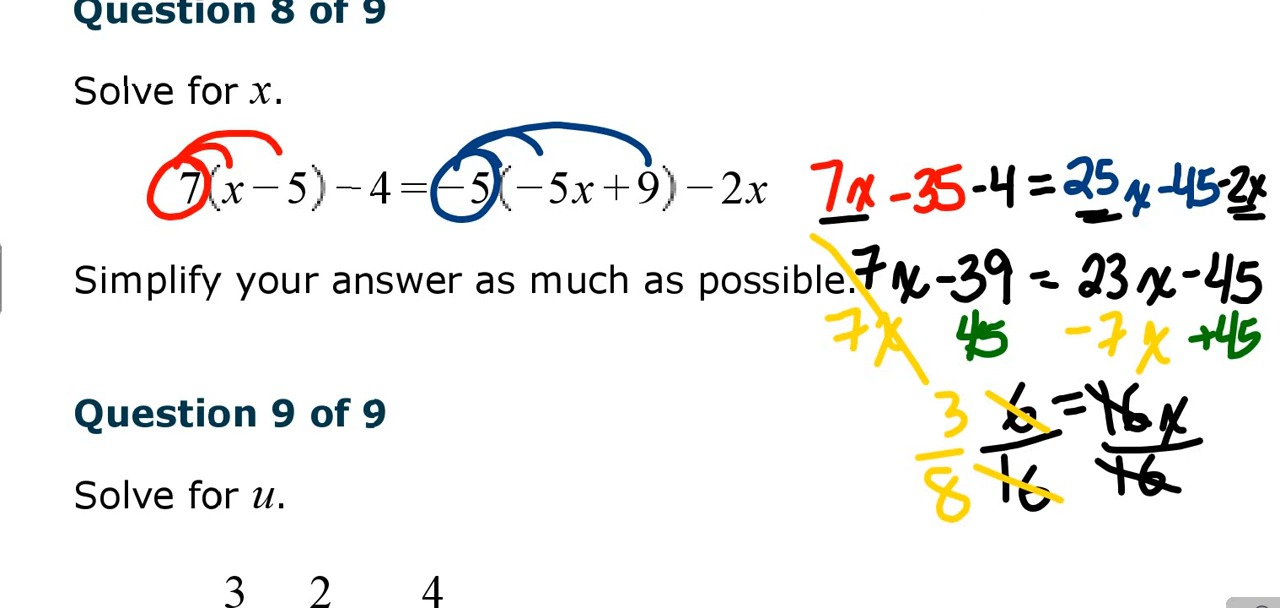 Question 8 of 9
Solve for x.
7(x − 5) − 4 = −5(−5x + 9) − 2x
7x -35 -4 = 25x -45 -2x
Simplify your answer as much as possible.
7x -39 = 23x -45
7x 45 -7x +45
3/8 6/16 = 16x/16
Question 9 of 9
Solve for u.
3 2 4